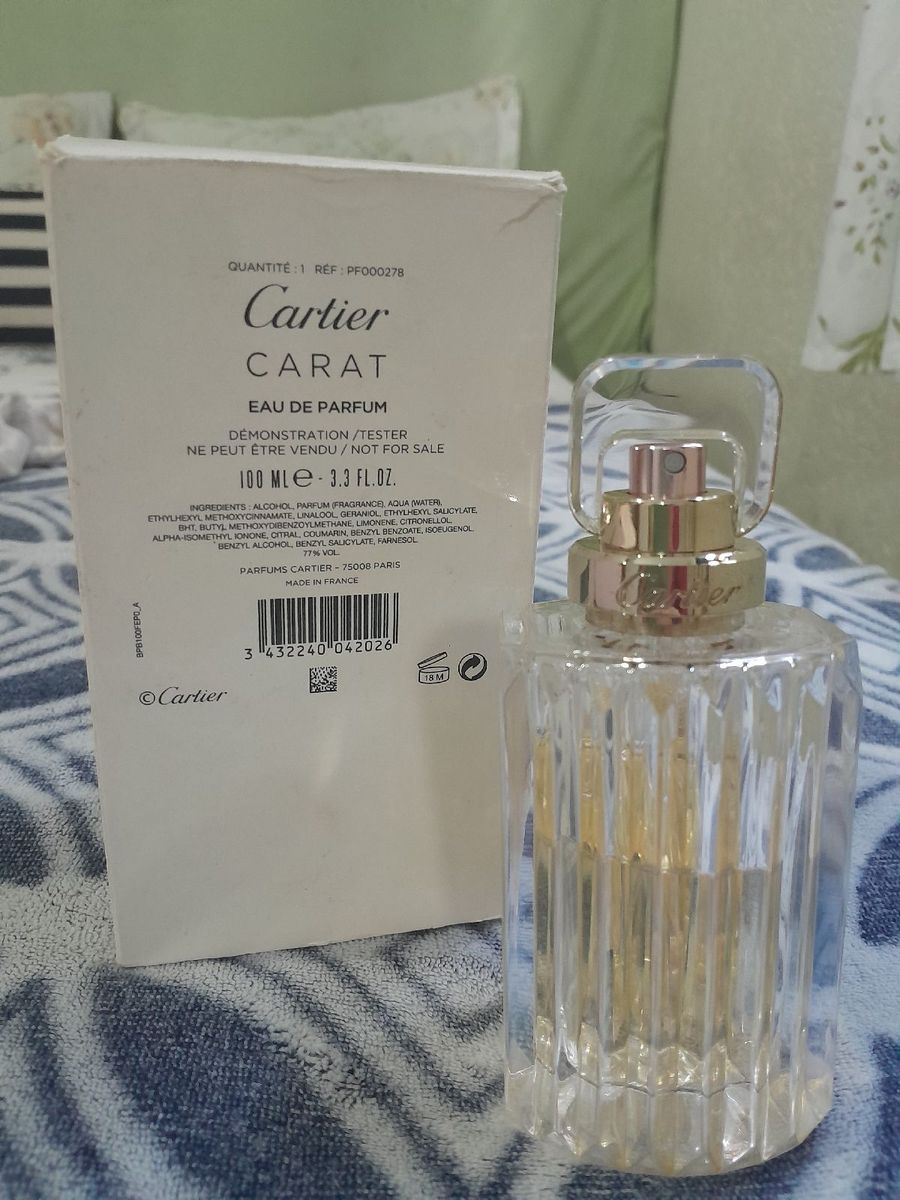 QUANTITÉ : 1 RÉF : PF000278
Cartier
CARAT
EAU DE PARFUM
DÉMONSTRATION /TESTER
NE PEUT ÊTRE VENDU / NOT FOR SALE
100 ML e - 3.3 FL.OZ.
INGREDIENTS : ALCOHOL, PARFUM (FRAGRANCE), AQUA (WATER),
ETHYLHEXYL METHOXYCINNAMATE, LINALOOL, GERANIOL, ETHYLHEXYL SALICYLATE,
BHT, BUTYL METHOXYDIBENZOYLMETHANE, LIMONENE, CITRONELLOL,
ALPHA-ISOMETHYL IONONE, CITRAL, COUMARIN, BENZYL BENZOATE, ISOEUGENOL,
BENZYL ALCOHOL, BENZYL SALICYLATE, FARNESOL.
77% VOL.
PARFUMS CARTIER - 75008 PARIS
MADE IN FRANCE
BPB100FEP0_A
3 432240 042026
18 M
©Cartier
Cartier